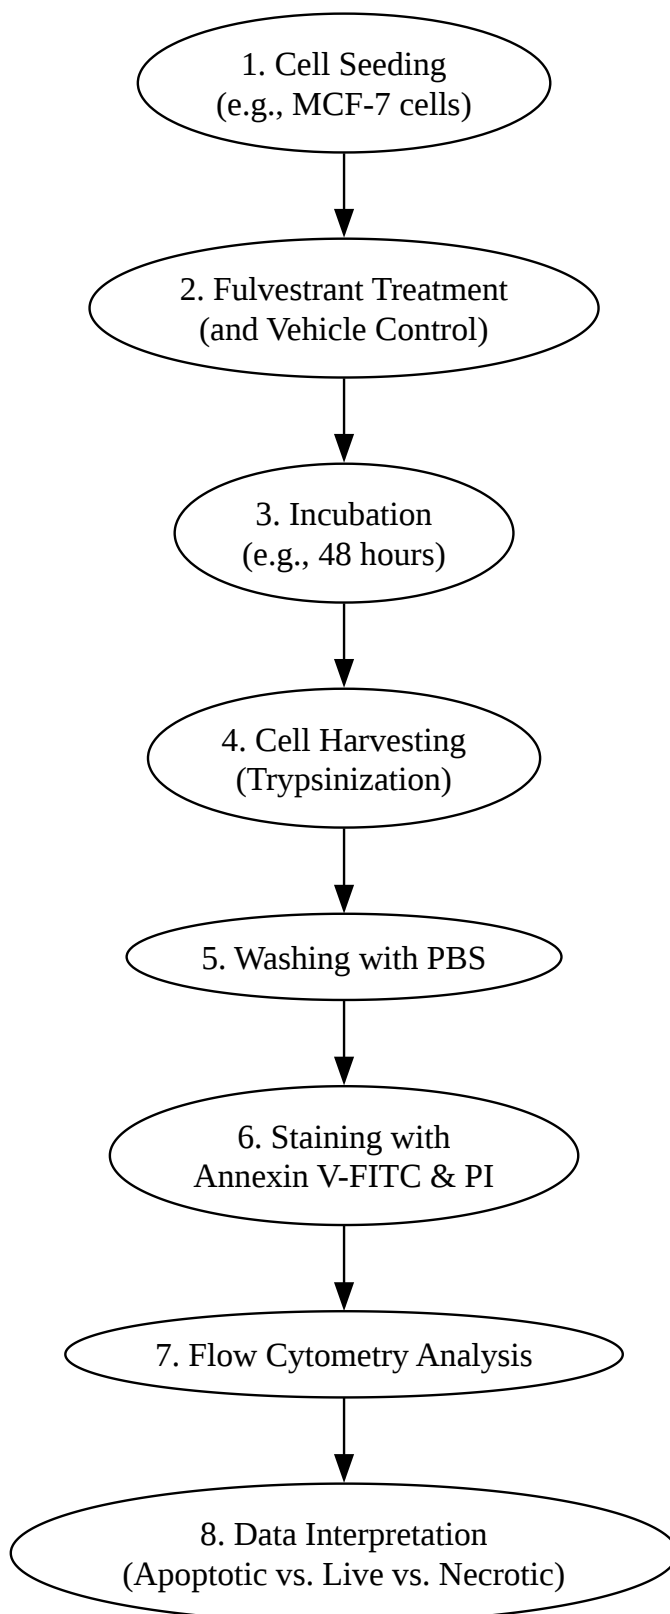 1. Cell Seeding
(e.g., MCF-7 cells)
2. Fulvestrant Treatment
(and Vehicle Control)
3. Incubation
(e.g., 48 hours)
4. Cell Harvesting
(Trypsinization)
5. Washing with PBS
6. Staining with
Annexin V-FITC & PI
7. Flow Cytometry Analysis
8. Data Interpretation
(Apoptotic vs. Live vs. Necrotic)